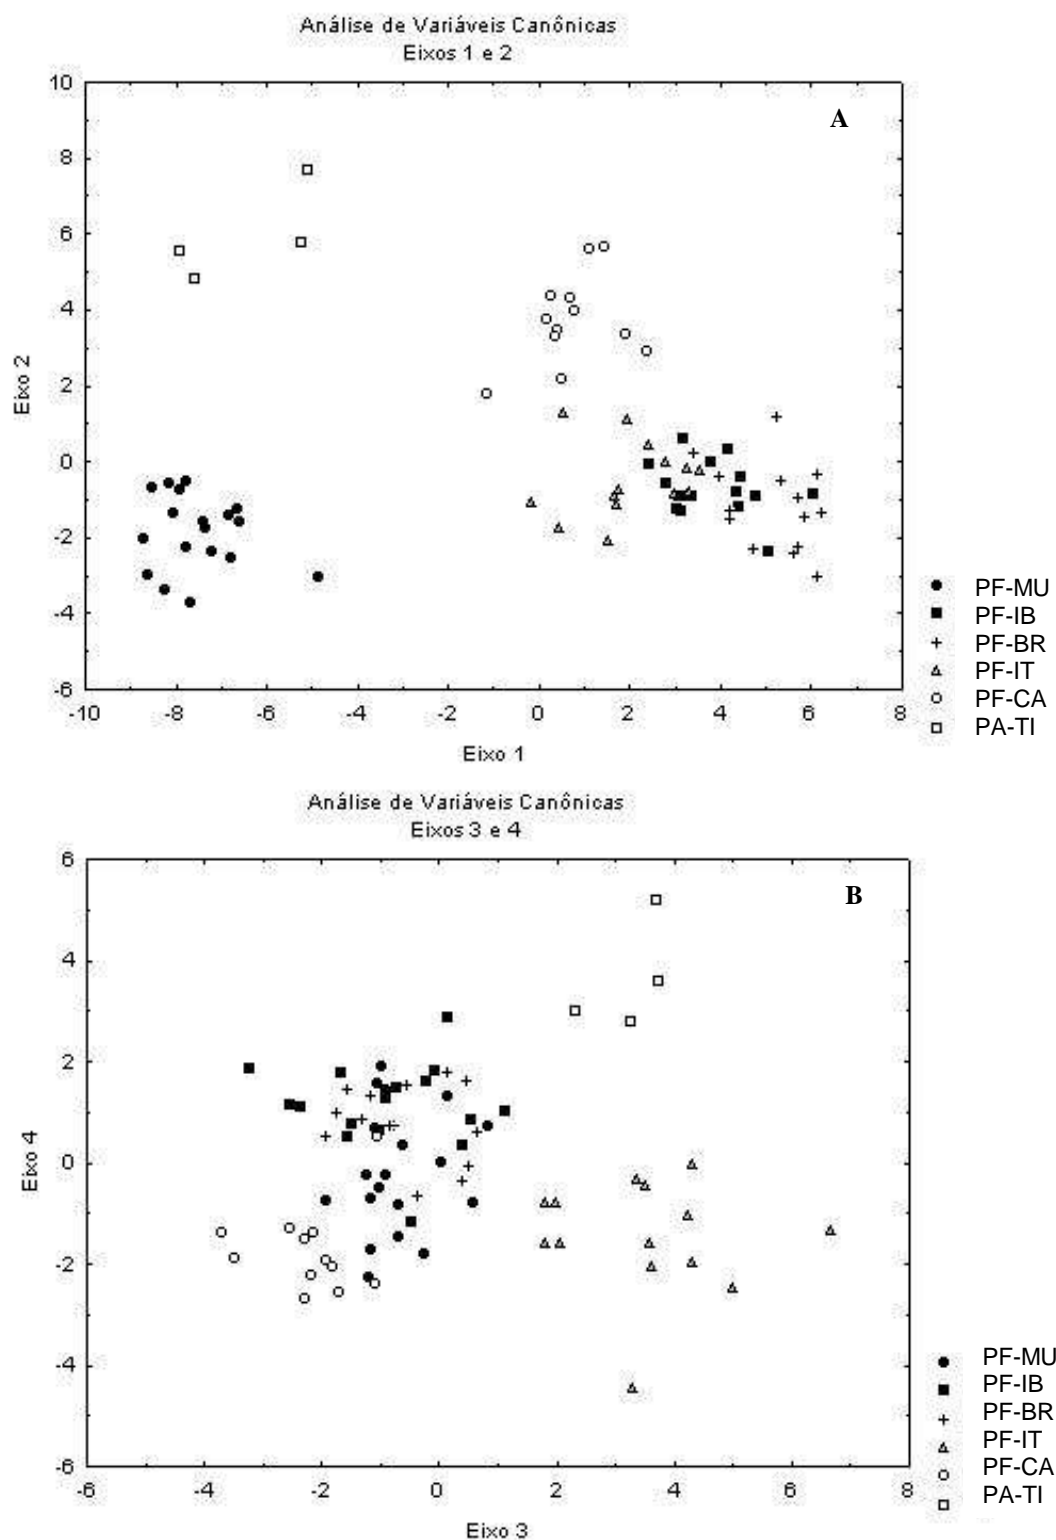 Análise de Variáveis Canônicas
Eixos 1 e 2
A
10
8
6
4
2
0
-2
-4
-6
Eixo 2
-10 -8 -6 -4 -2 0 2 4 6 8
Eixo 1
PF-MU
PF-IB
PF-BR
PF-IT
PF-CA
PA-TI
Análise de Variáveis Canônicas
Eixos 3 e 4
B
6
4
2
0
-2
-4
-6
Eixo 4
-6 -4 -2 0 2 4 6 8
Eixo 3
PF-MU
PF-IB
PF-BR
PF-IT
PF-CA
PA-TI